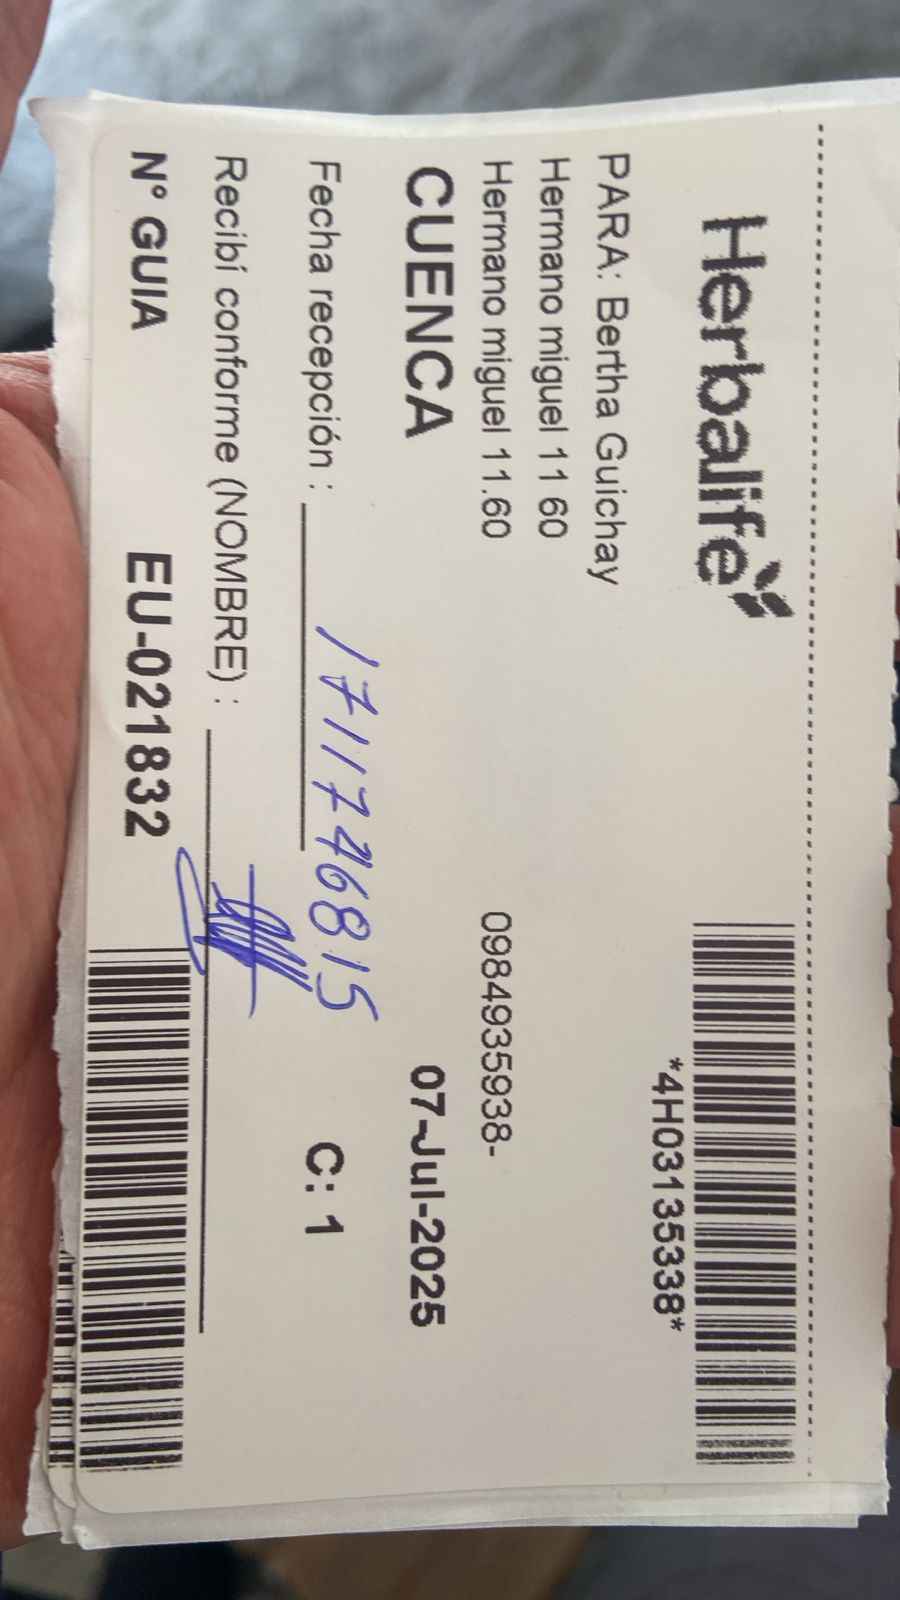 Herbalife
*4H03135338*
PARA: Bertha Guichay
Hermano miguel 11 60
Hermano miguel 11.60 0984935938-
CUENCA 07-Jul-2025
Fecha recepción : 1711746815 C: 1
Recibí conforme (NOMBRE) :
N° GUIA EU-021832